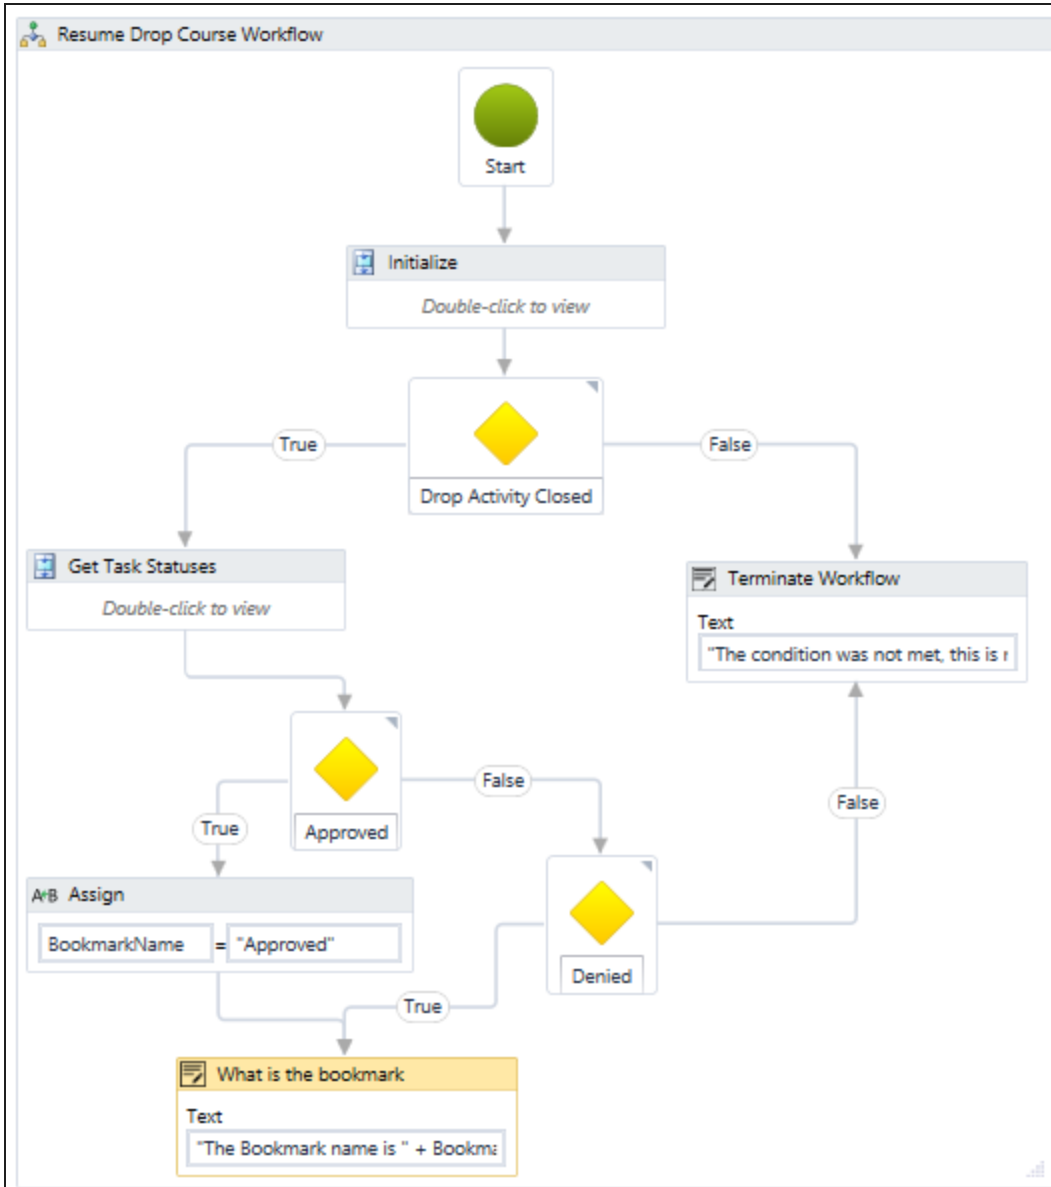 Resume Drop Course Workflow
Start
Initialize
Double-click to view
True
False
Drop Activity Closed
Get Task Statuses
Double-click to view
Terminate Workflow
Text
"The condition was not met, this is
False
True
Approved
False
A+B Assign
BookmarkName = "Approved"
Denied
True
What is the bookmark
Text
"The Bookmark name is " + Bookma